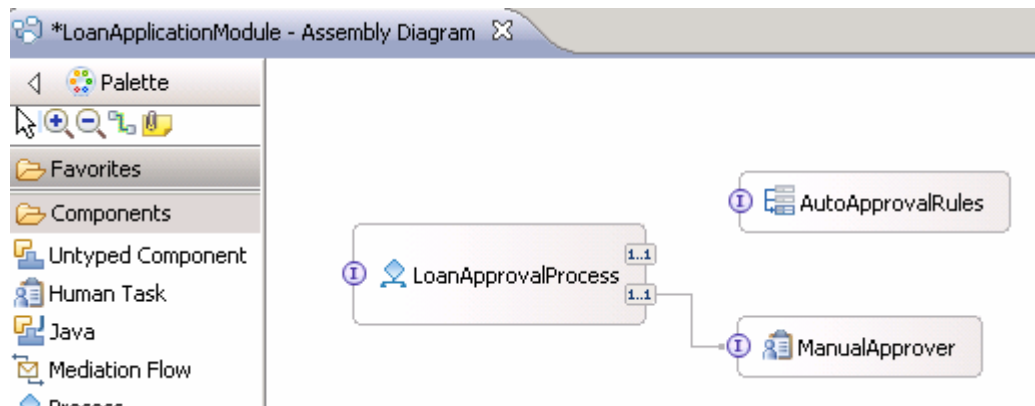 *LoanApplicationModule - Assembly Diagram
Palette
Favorites
Components
Untyped Component
Human Task
Java
Mediation Flow
Process
I
LoanApprovalProcess
1..1
1..1
I
AutoApprovalRules
I
ManualApprover